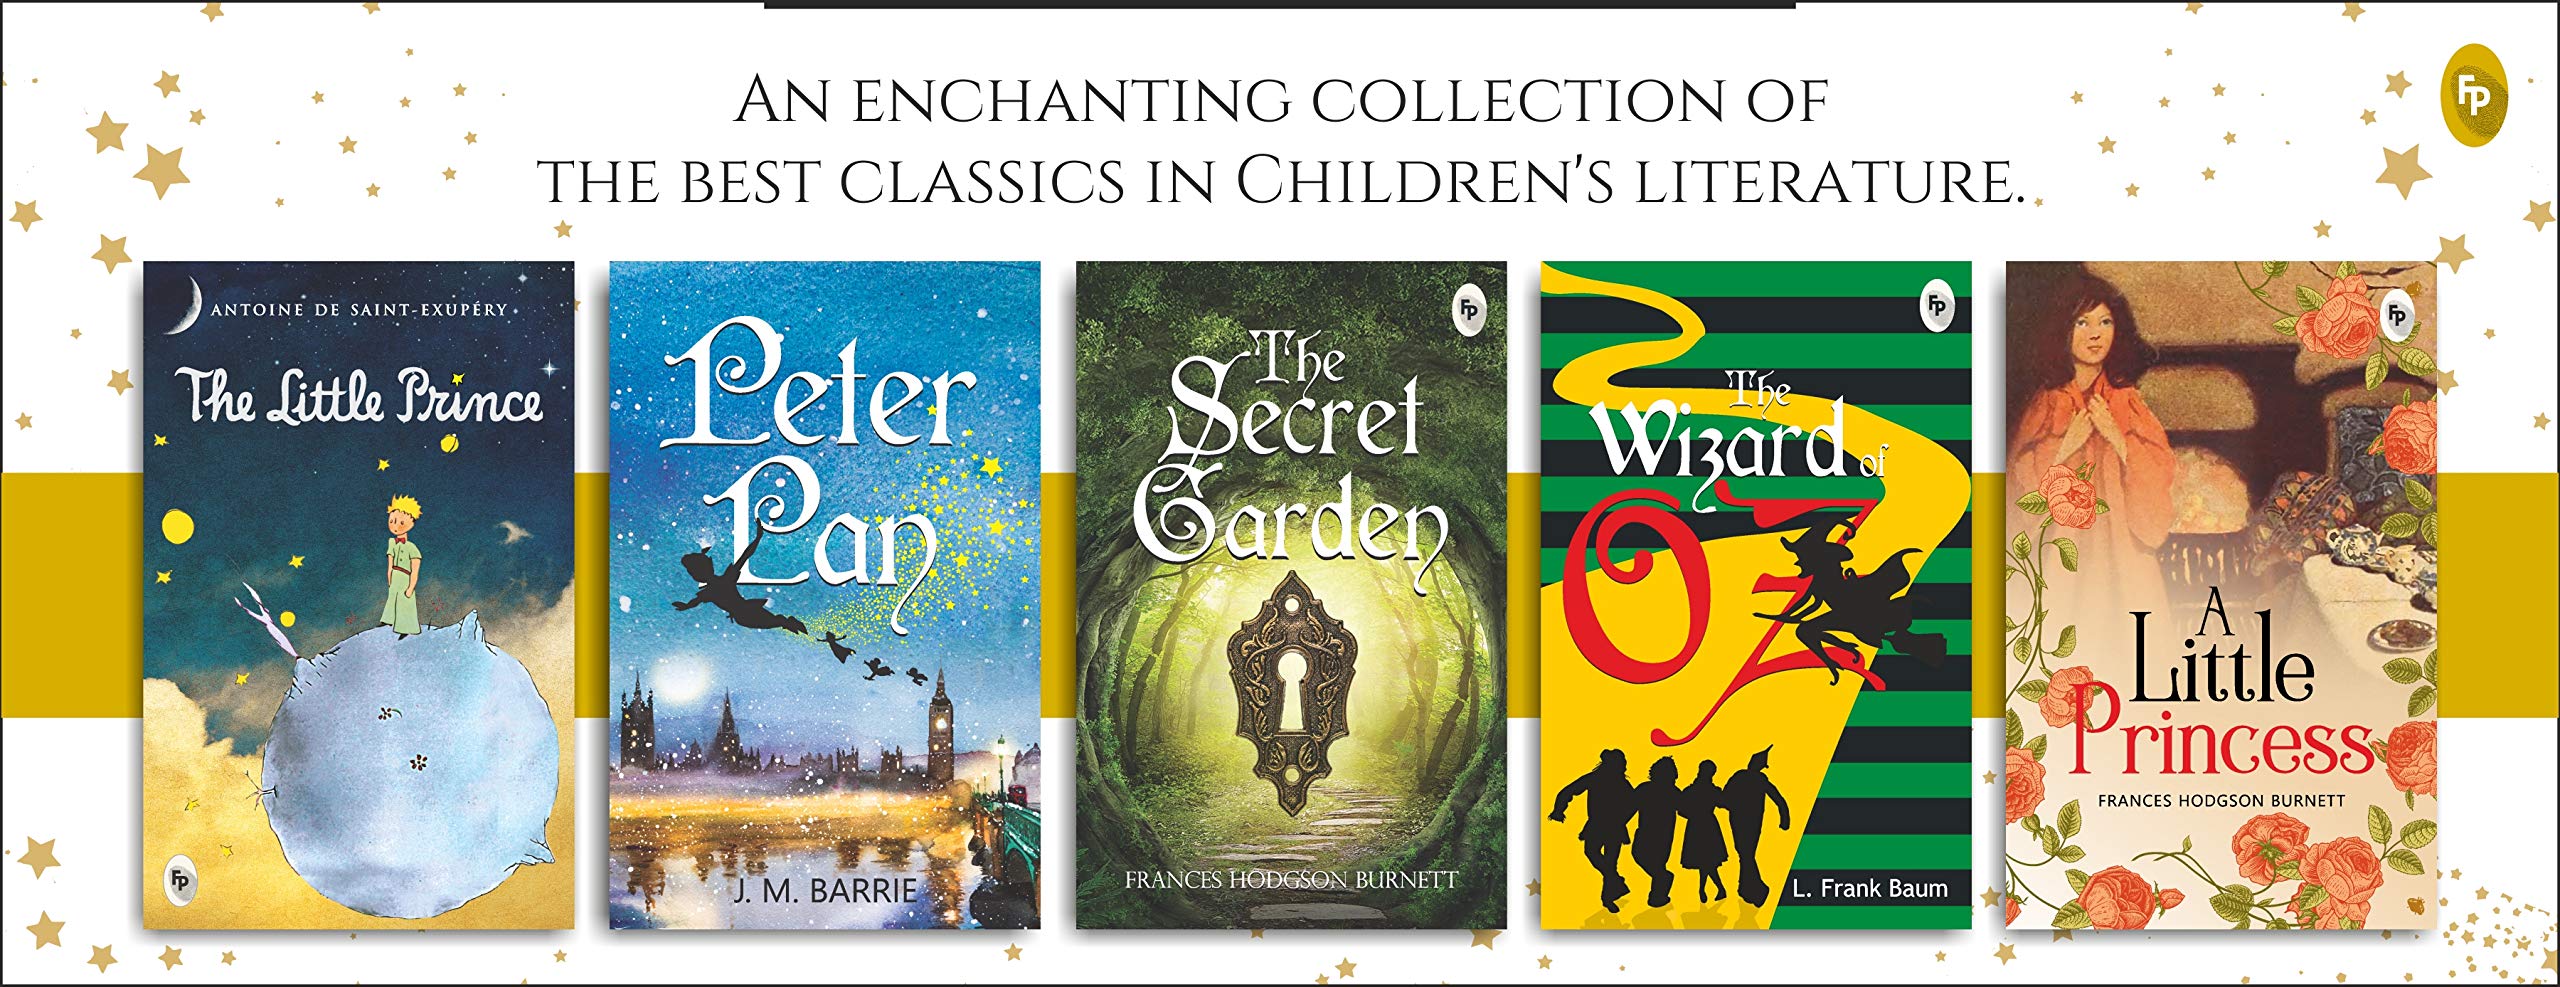 An enchanting collection of
the best classics in Children's literature.
FP
ANTOINE DE SAINT-EXUPÉRY
The Little Prince
FP
Peter
Pan
J. M. BARRIE
FP
The
Secret
Garden
FRANCES HODGSON BURNETT
FP
The
Wizard of
OZ
L. Frank Baum
FP
A
Little
Princess
FRANCES HODGSON BURNETT